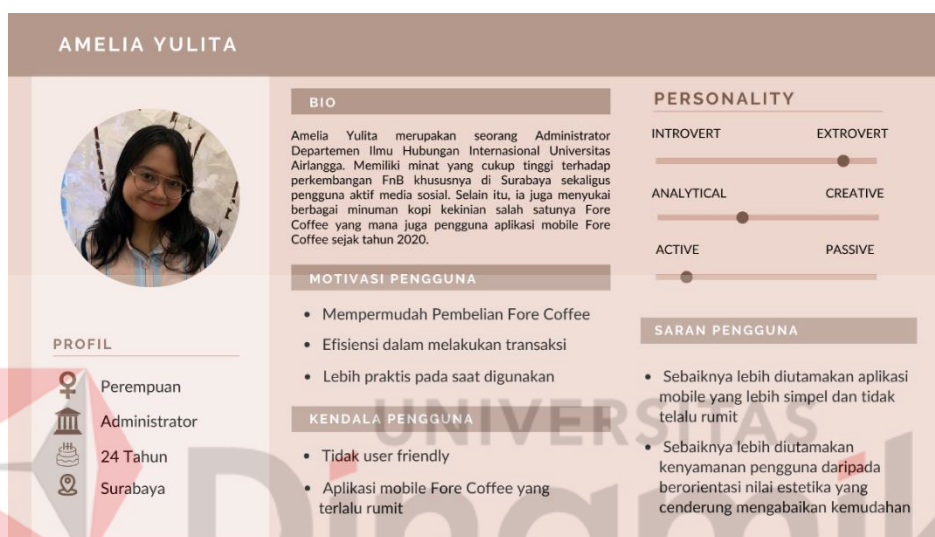 AMELIA YULITA
PROFIL
Perempuan
Administrator
24 Tahun
Surabaya
BIO
Amelia Yulita merupakan seorang Administrator
Departemen Ilmu Hubungan Internasional Universitas
Airlangga. Memiliki minat yang cukup tinggi terhadap
perkembangan FnB khususnya di Surabaya sekaligus
pengguna aktif media sosial. Selain itu, ia juga menyukai
berbagai minuman kopi kekinian salah satunya Fore
Coffee yang mana juga pengguna aplikasi mobile Fore
Coffee sejak tahun 2020.
MOTIVASI PENGGUNA
• Mempermudah Pembelian Fore Coffee
• Efisiensi dalam melakukan transaksi
• Lebih praktis pada saat digunakan
KENDALA PENGGUNA
• Tidak user friendly
• Aplikasi mobile Fore Coffee yang
terlalu rumit
PERSONALITY
INTROVERT EXTROVERT
ANALYTICAL CREATIVE
ACTIVE PASSIVE
SARAN PENGGUNA
• Sebaiknya lebih diutamakan aplikasi
mobile yang lebih simpel dan tidak
telalu rumit
• Sebaiknya lebih diutamakan
kenyamanan pengguna daripada
berorientasi nilai estetika yang
cenderung mengabaikan kemudahan
UNIVERSITAS